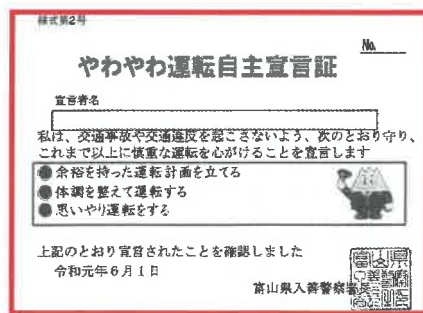 様式第2号
No.
やわやわ運転自主宣言証
宣言者名
私は、交通事故や交通違反を起こさないよう、次のとおり守り、
これまで以上に慎重な運転を心がけることを宣言します
余裕を持った運転計画を立てる
体調を整えて運転する
思いやり運転をする
上記のとおり宣言されたことを確認しました
令和元年6月1日
富山県入善警察署長